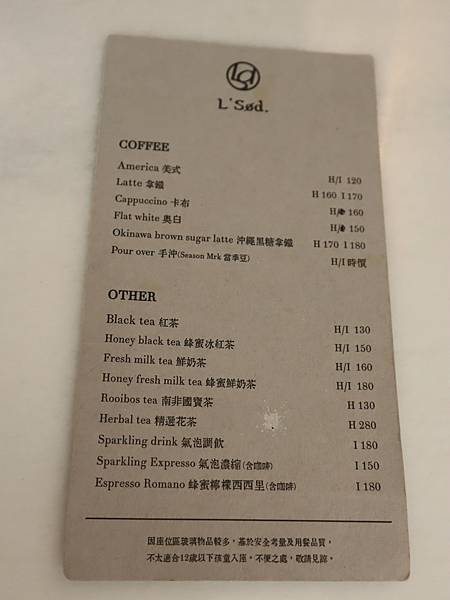 L'Sød.
COFFEE
America 美式 H/I 120
Latte 拿鐵 H 160 I 170
Cappuccino 卡布 H/ 160
Flat white 奧白 H/ 150
Okinawa brown sugar latte 沖繩黑糖拿鐵 H 170 I 180
Pour over 手沖(Season Mrk 當季豆) H/I 時價
OTHER
Black tea 紅茶 H/I 130
Honey black tea 蜂蜜冰紅茶 H/I 150
Fresh milk tea 鮮奶茶 H/I 160
Honey fresh milk tea 蜂蜜鮮奶茶 H/I 180
Rooibos tea 南非國寶茶 H 130
Herbal tea 精選花茶 H 280
Sparkling drink 氣泡調飲 I 180
Sparkling Expresso 氣泡濃縮(含咖啡) I 150
Espresso Romano 蜂蜜檸檬西西里(含咖啡) I 180
因座位區玻璃物品較多，基於安全考量及用餐品質，
不太適合12歲以下孩童入座。不便之處，敬請見諒。